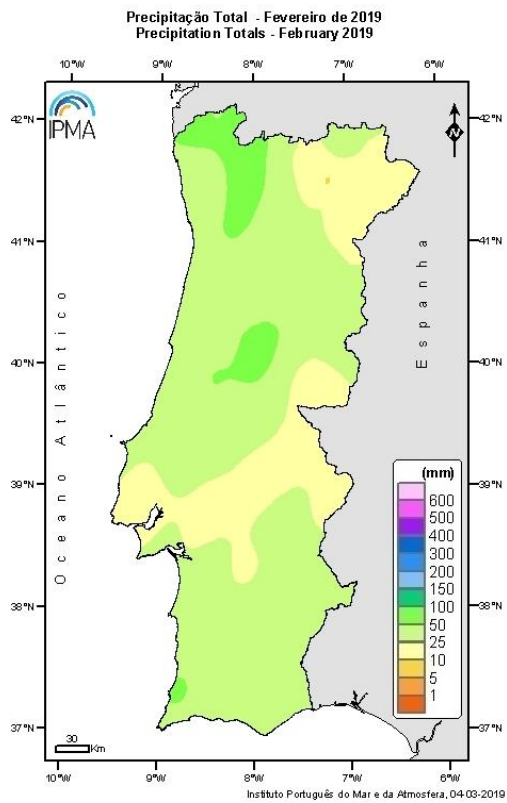 Precipitação Total - Fevereiro de 2019
Precipitation Totals - February 2019
10°W 9°W 8°W 7°W 6°W
IPMA
N
42°N 42°N
41°N 41°N
40°N 40°N
39°N 39°N
38°N 38°N
37°N 37°N
Oceano Atlântico
Espanha
(mm)
600
500
400
300
200
150
100
50
25
10
5
1
30
Km
10°W 9°W 8°W 7°W 6°W
Instituto Português do Mar e da Atmosfera, 04-03-2019